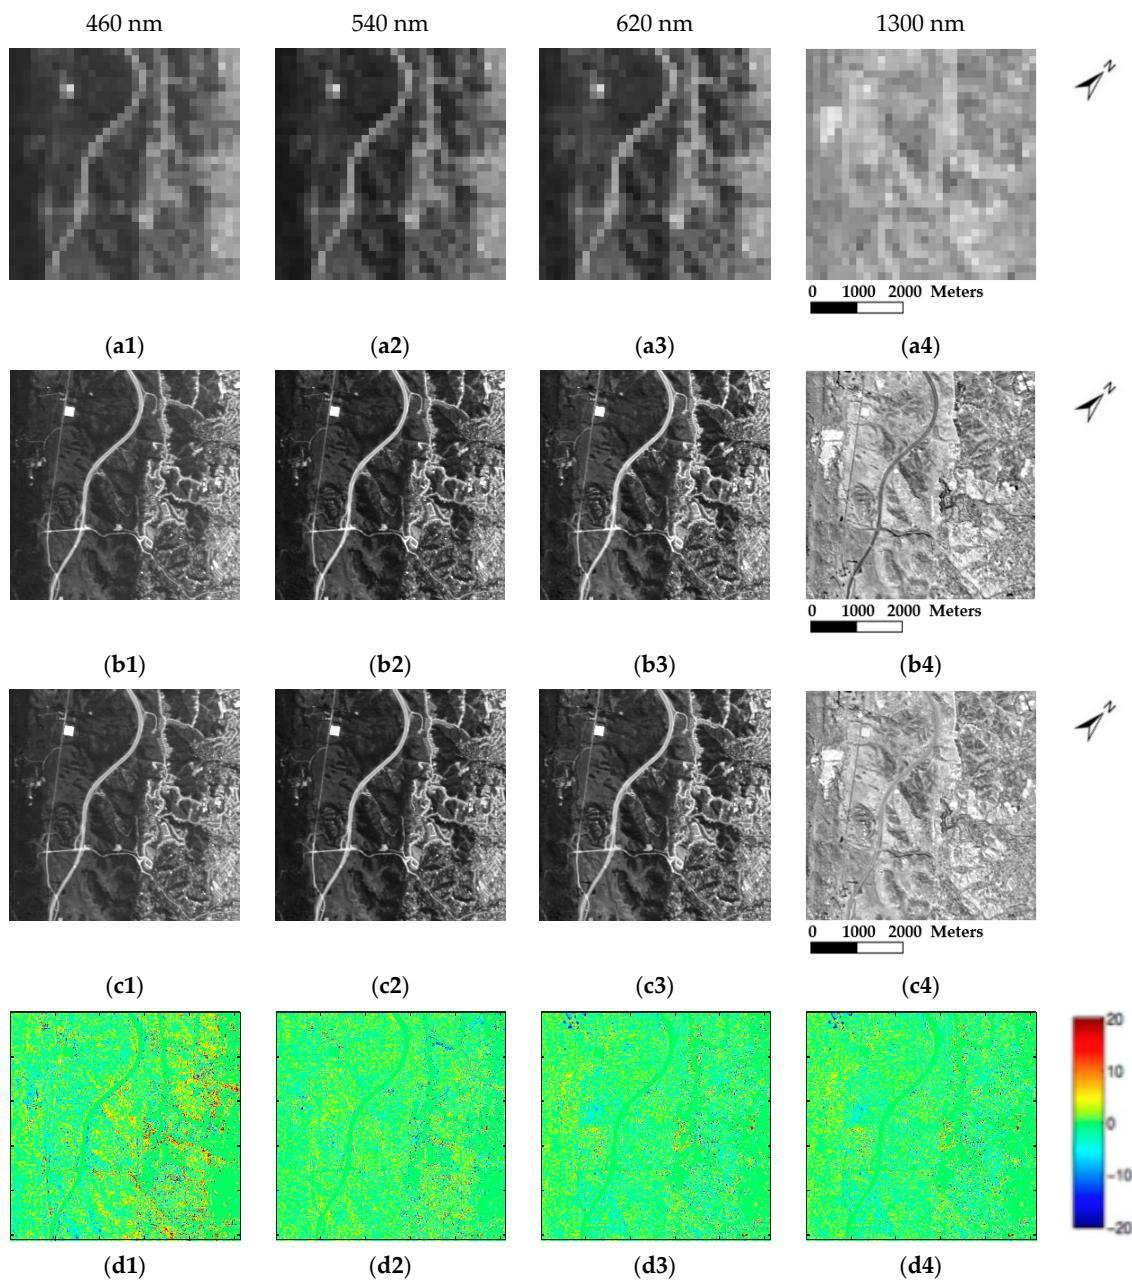 460 nm 540 nm 620 nm 1300 nm
N
0 1000 2000 Meters
(a1) (a2) (a3) (a4)
N
0 1000 2000 Meters
(b1) (b2) (b3) (b4)
N
0 1000 2000 Meters
(c1) (c2) (c3) (c4)
20
10
0
-10
-20
(d1) (d2) (d3) (d4)